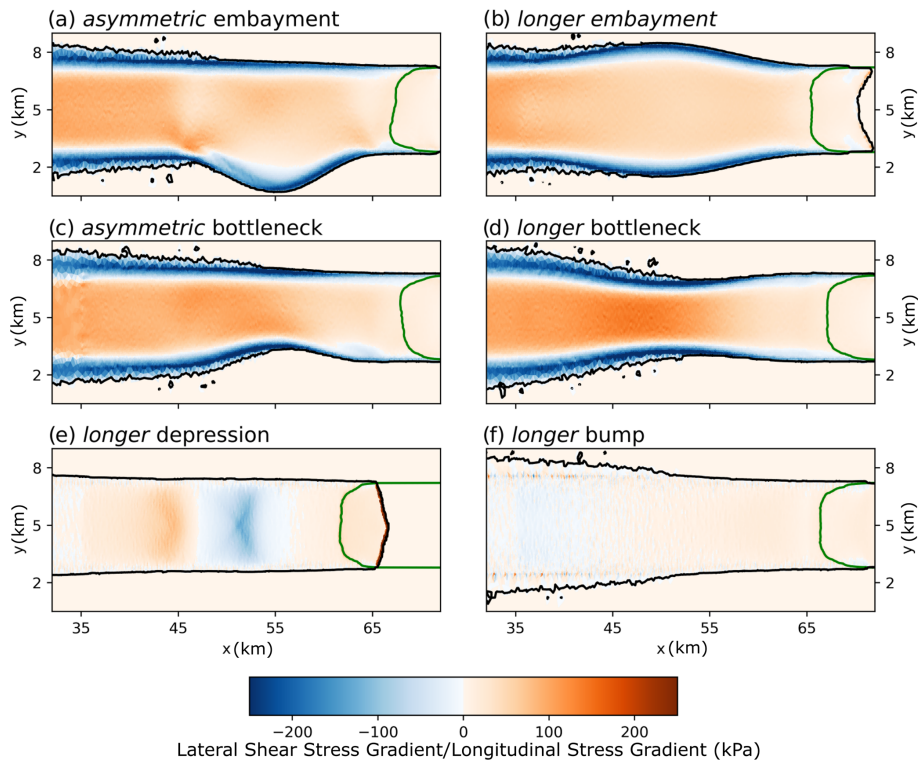 (a) asymmetric embayment
(b) longer embayment
8
5
2
y (km)
8
5
2
y (km)
(c) asymmetric bottleneck
(d) longer bottleneck
8
5
2
y (km)
8
5
2
y (km)
(e) longer depression
(f) longer bump
8
5
2
y (km)
8
5
2
y (km)
35 45 55 65
35 45 55 65
x (km)
x (km)
−200 −100 0 100 200
Lateral Shear Stress Gradient/Longitudinal Stress Gradient (kPa)